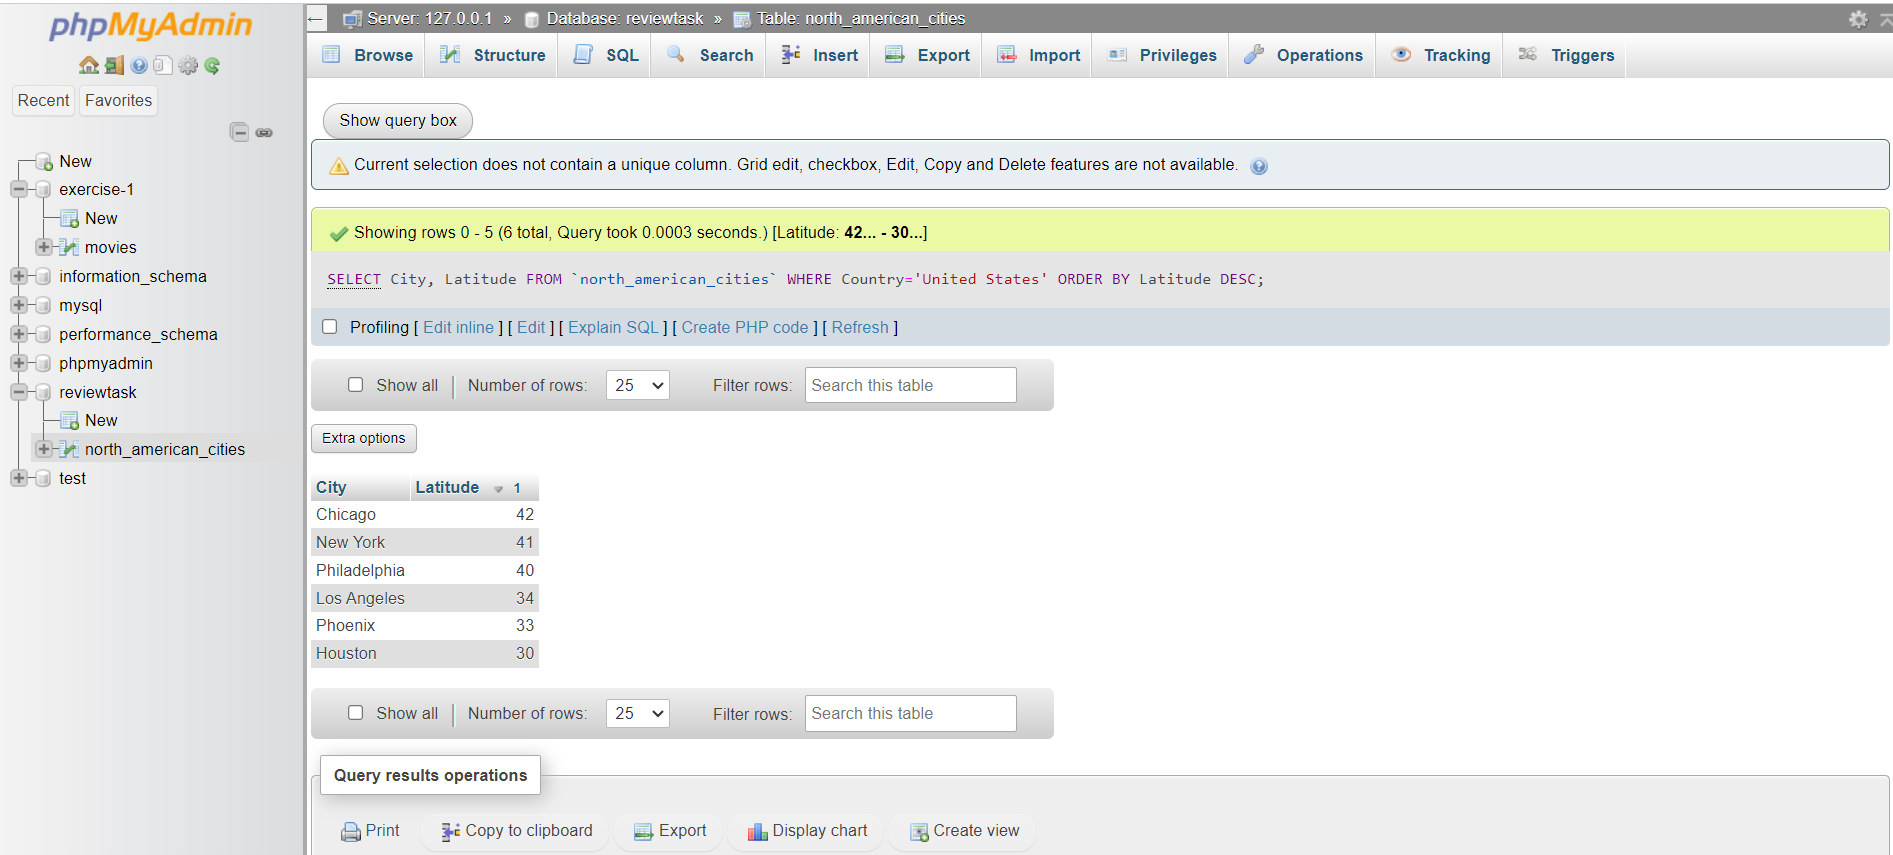 phpMyAdmin
Recent Favorites
New
exercise-1
New
movies
information_schema
mysql
performance_schema
phpmyadmin
reviewtask
New
north_american_cities
test
Server: 127.0.0.1 » Database: reviewtask » Table: north_american_cities
Browse Structure SQL Search Insert Export Import Privileges Operations Tracking Triggers
Show query box
Current selection does not contain a unique column. Grid edit, checkbox, Edit, Copy and Delete features are not available.
Showing rows 0 - 5 (6 total, Query took 0.0003 seconds.) [Latitude: 42... - 30...]
SELECT City, Latitude FROM `north_american_cities` WHERE Country='United States' ORDER BY Latitude DESC;
Profiling [ Edit inline ] [ Edit ] [ Explain SQL ] [ Create PHP code ] [ Refresh ]
Show all Number of rows: 25 Filter rows: Search this table
Extra options
City Latitude 1
Chicago 42
New York 41
Philadelphia 40
Los Angeles 34
Phoenix 33
Houston 30
Show all Number of rows: 25 Filter rows: Search this table
Query results operations
Print Copy to clipboard Export Display chart Create view